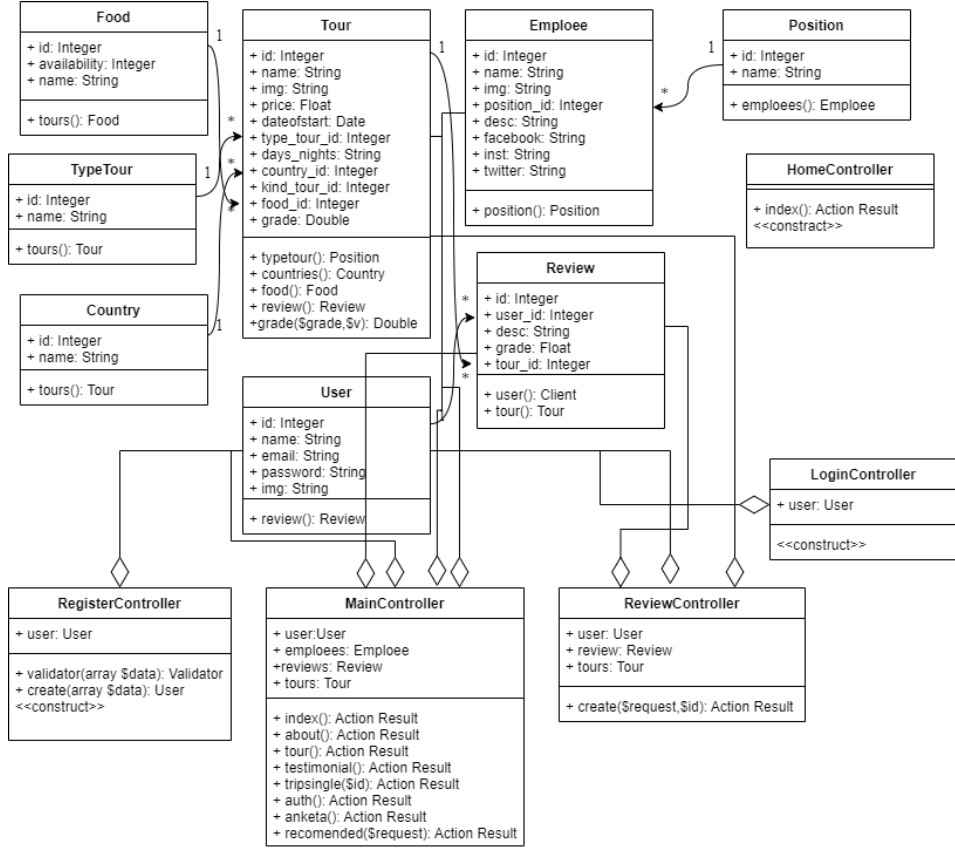 Food
+ id: Integer
+ availability: Integer
+ name: String
+ tours(): Food
1
Tour
+ id: Integer
+ name: String
+ img: String
+ price: Float
+ dateofstart: Date
+ type_tour_id: Integer
+ days_nights: String
+ country_id: Integer
+ kind_tour_id: Integer
+ food_id: Integer
+ grade: Double
+ typetour(): Position
+ countries(): Country
+ food(): Food
+ review(): Review
+grade($grade,$v): Double
1
Emploee
+ id: Integer
+ name: String
+ img: String
+ position_id: Integer
+ desc: String
+ facebook: String
+ inst: String
+ twitter: String
+ position(): Position
*
1
Position
+ id: Integer
+ name: String
+ emploees(): Emploee
TypeTour
+ id: Integer
+ name: String
+ tours(): Tour
1
*
*
*
HomeController
+ index(): Action Result
<<constract>>
Country
+ id: Integer
+ name: String
+ tours(): Tour
1
Review
+ id: Integer
+ user_id: Integer
+ desc: String
+ grade: Float
+ tour_id: Integer
+ user(): Client
+ tour(): Tour
*
*
User
+ id: Integer
+ name: String
+ email: String
+ password: String
+ img: String
+ review(): Review
1
LoginController
+ user: User
<<construct>>
RegisterController
+ user: User
+ validator(array $data): Validator
+ create(array $data): User
<<construct>>
MainController
+ user:User
+ emploees: Emploee
+reviews: Review
+ tours: Tour
+ index(): Action Result
+ about(): Action Result
+ tour(): Action Result
+ testimonial(): Action Result
+ tripsingle($id): Action Result
+ auth(): Action Result
+ anketa(): Action Result
+ recomended($request): Action Result
ReviewController
+ user: User
+ review: Review
+ tours: Tour
+ create($request,$id): Action Result